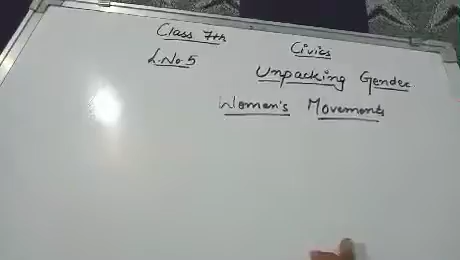 Class 7th
Civics
L.No.5
Unpacking Gender
Women's Movements